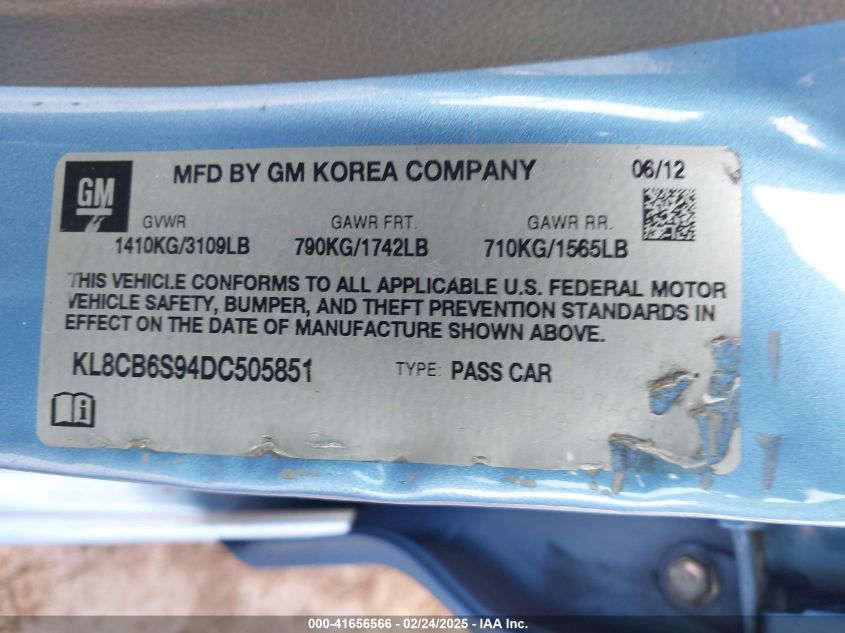 GM
MFD BY GM KOREA COMPANY 06/12
GVWR GAWR FRT. GAWR RR.
1410KG/3109LB 790KG/1742LB 710KG/1565LB
THIS VEHICLE CONFORMS TO ALL APPLICABLE U.S. FEDERAL MOTOR
VEHICLE SAFETY, BUMPER, AND THEFT PREVENTION STANDARDS IN
EFFECT ON THE DATE OF MANUFACTURE SHOWN ABOVE.
KL8CB6S94DC505851 TYPE: PASS CAR
000-41656566 - 02/24/2025 - IAAI.com